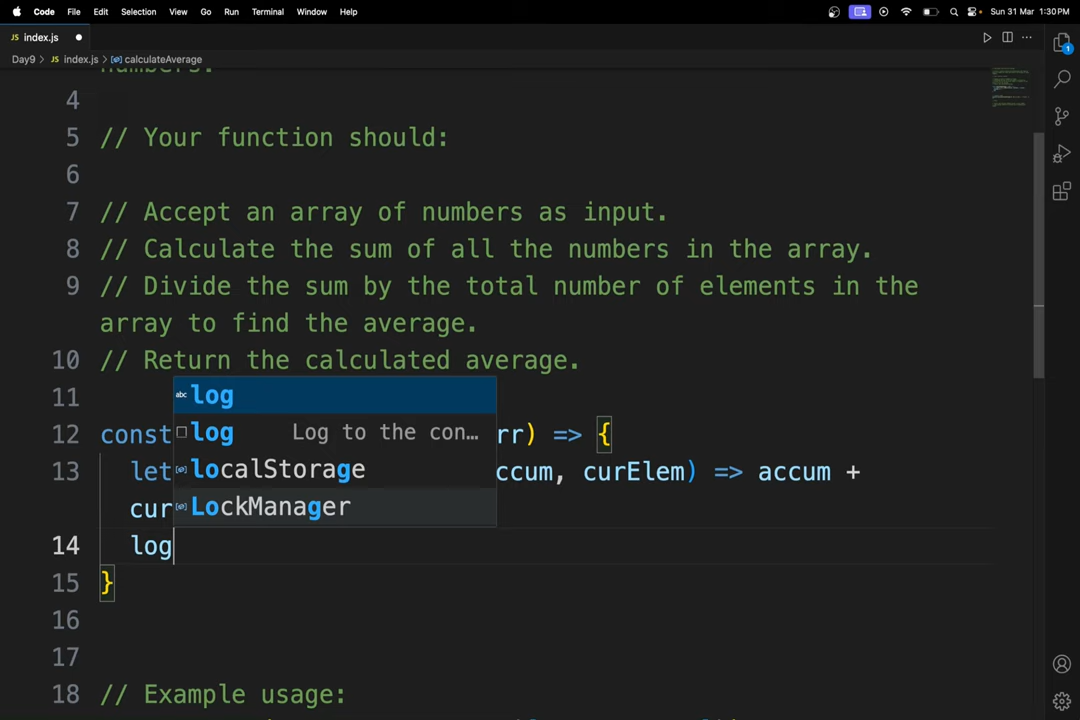 Code File Edit Selection View Go Run Terminal Window Help Sun 31 Mar 1:30PM
JS index.js
Day9 > JS index.js > calculateAverage
numbers.
4
5 // Your function should:
6
7 // Accept an array of numbers as input.
8 // Calculate the sum of all the numbers in the array.
9 // Divide the sum by the total number of elements in the
array to find the average.
10 // Return the calculated average.
11 log
12 const log Log to the con... rr) => {
13 let localStorage ccum, curElem) => accum +
cur LockManager
14 log
15 }
16
17
18 // Example usage:
1